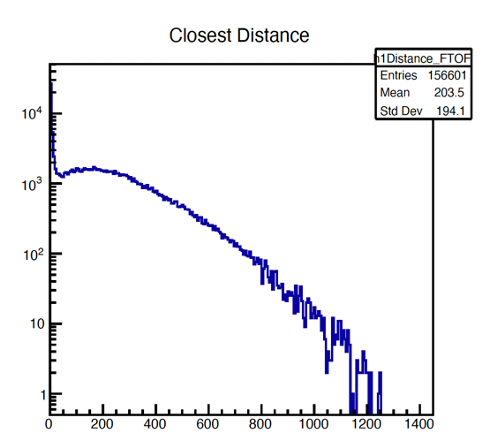 Closest Distance
h1Distance_FTOF
Entries 156601
Mean 203.5
Std Dev 194.1
10⁴
10³
10²
10
1
0 200 400 600 800 1000 1200 1400